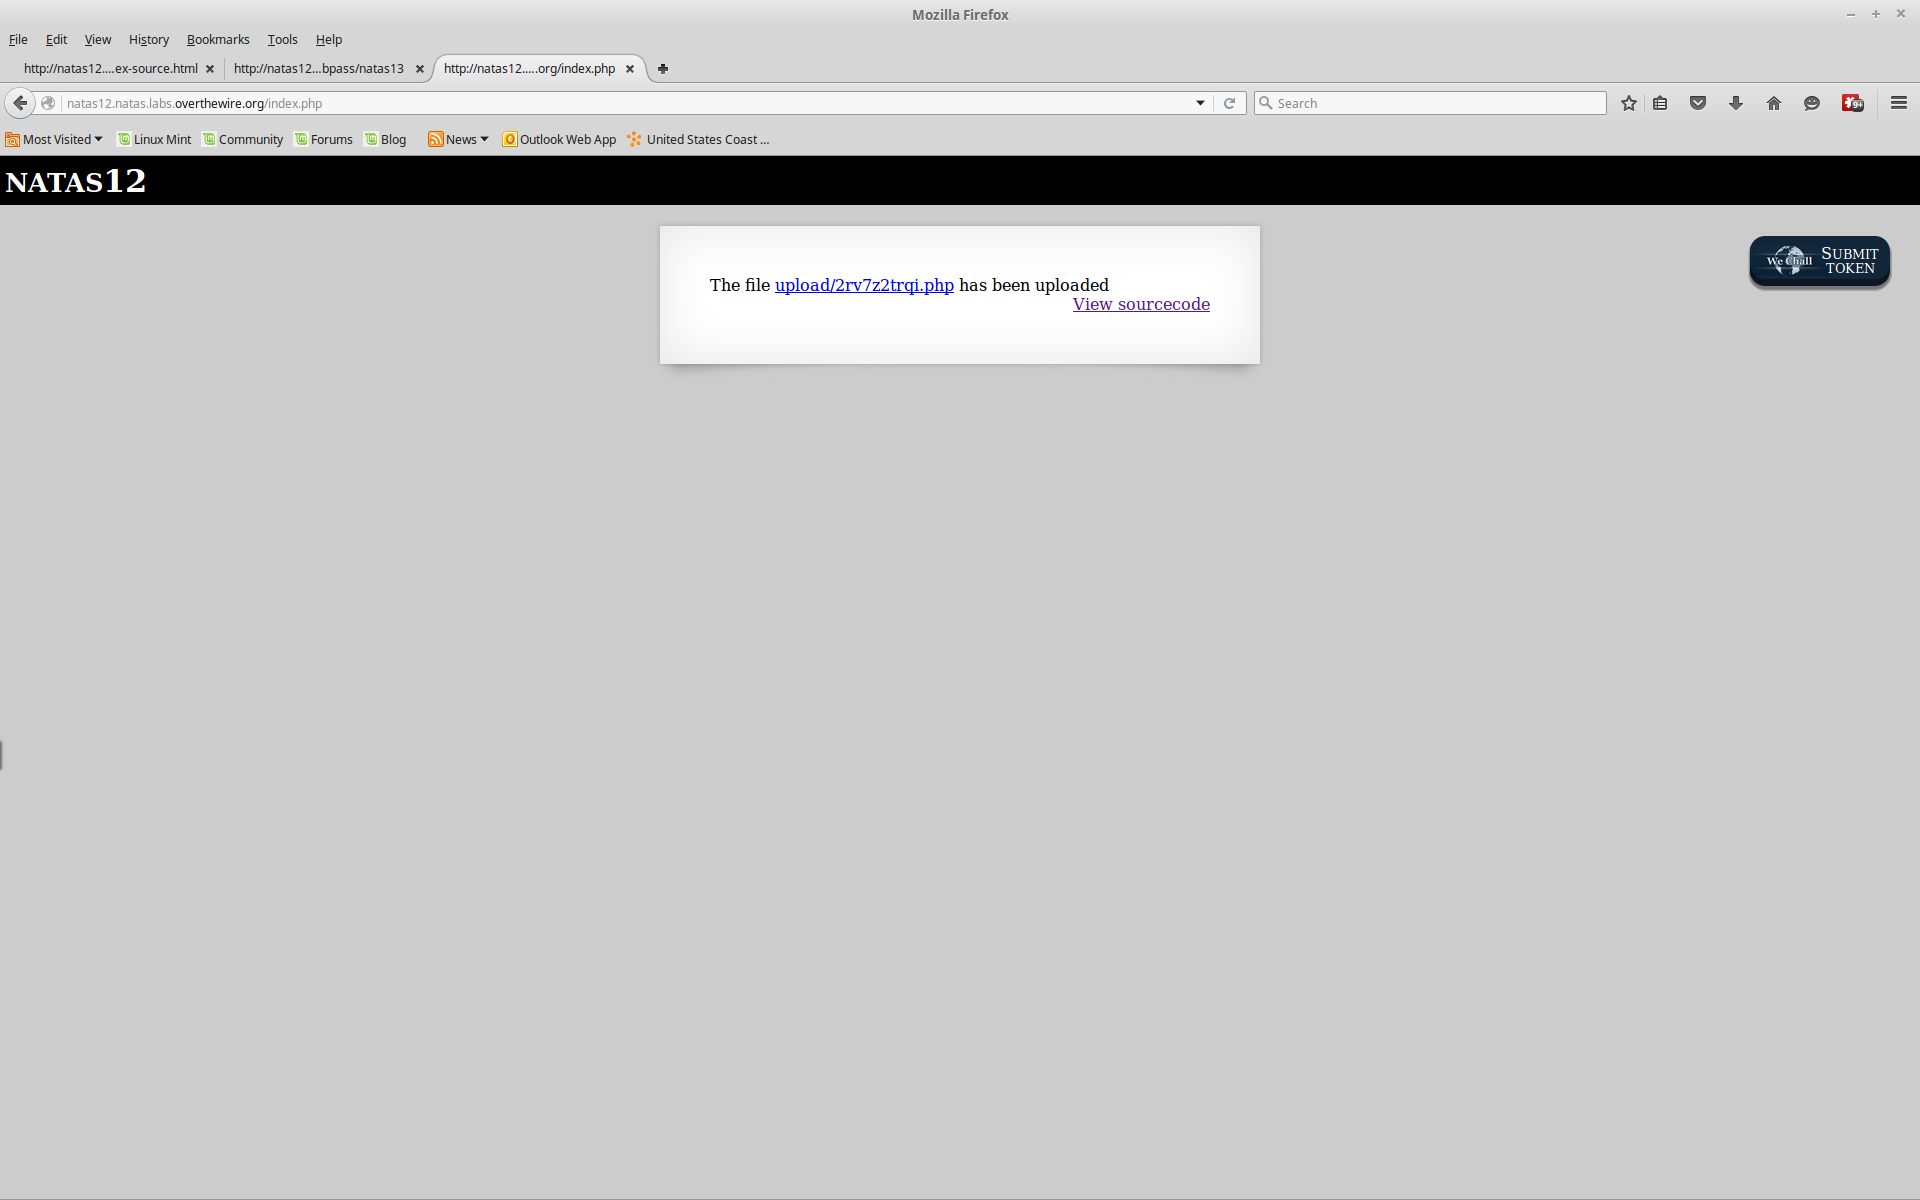 Mozilla Firefox
File Edit View History Bookmarks Tools Help
http://natas12....ex-source.html http://natas12...bpass/natas13 http://natas12.....org/index.php
natas12.natas.labs.overthewire.org/index.php Search 9+
Most Visited Linux Mint Community Forums Blog News Outlook Web App United States Coast ...
NATAS12
The file upload/2rv7z2trqi.php has been uploaded
View sourcecode
We Chall SUBMIT
TOKEN